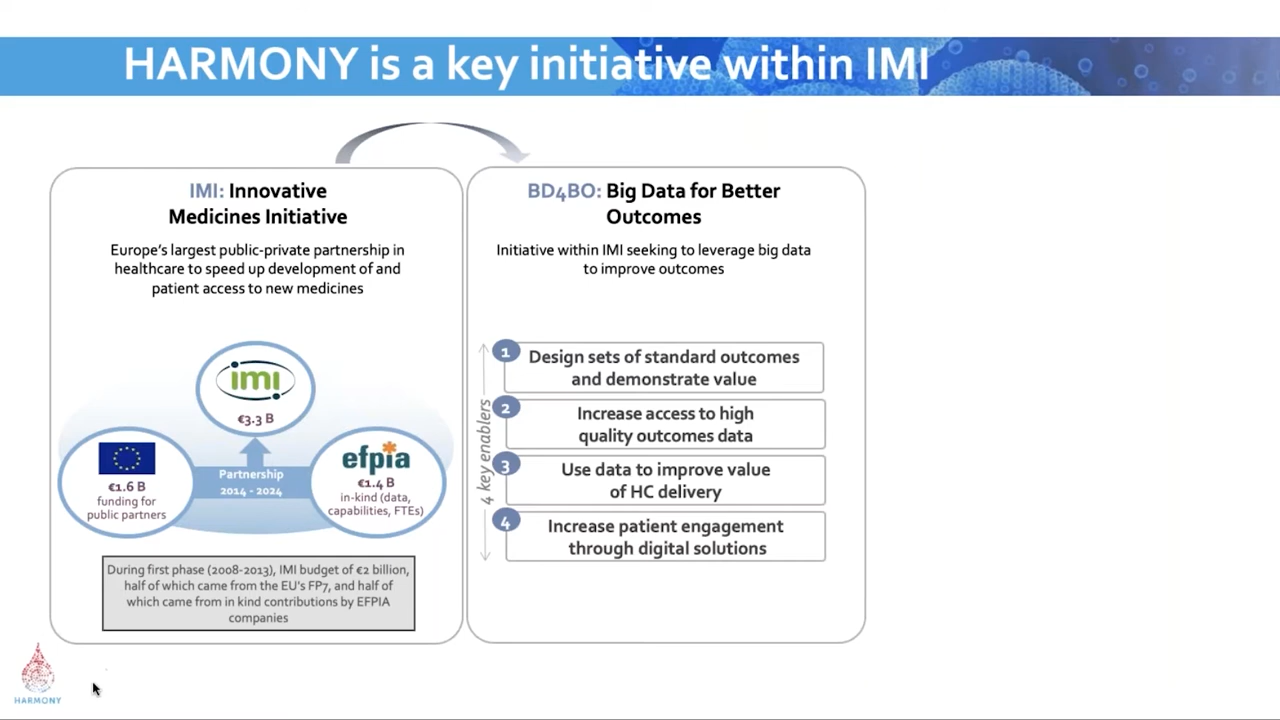 HARMONY is a key initiative within IMI
IMI: Innovative
Medicines Initiative
Europe's largest public-private partnership in
healthcare to speed up development of and
patient access to new medicines
imi
€3.3 B
€1.6 B
funding for
public partners
Partnership
2014 - 2024
efpia
€1.4 B
in-kind (data,
capabilities, FTEs)
During first phase (2008-2013), IMI budget of €2 billion,
half of which came from the EU's FP7, and half of
which came from in kind contributions by EFPIA
companies
BD4BO: Big Data for Better
Outcomes
Initiative within IMI seeking to leverage big data
to improve outcomes
4 key enablers
1
Design sets of standard outcomes
and demonstrate value
2
Increase access to high
quality outcomes data
3
Use data to improve value
of HC delivery
4
Increase patient engagement
through digital solutions
HARMONY